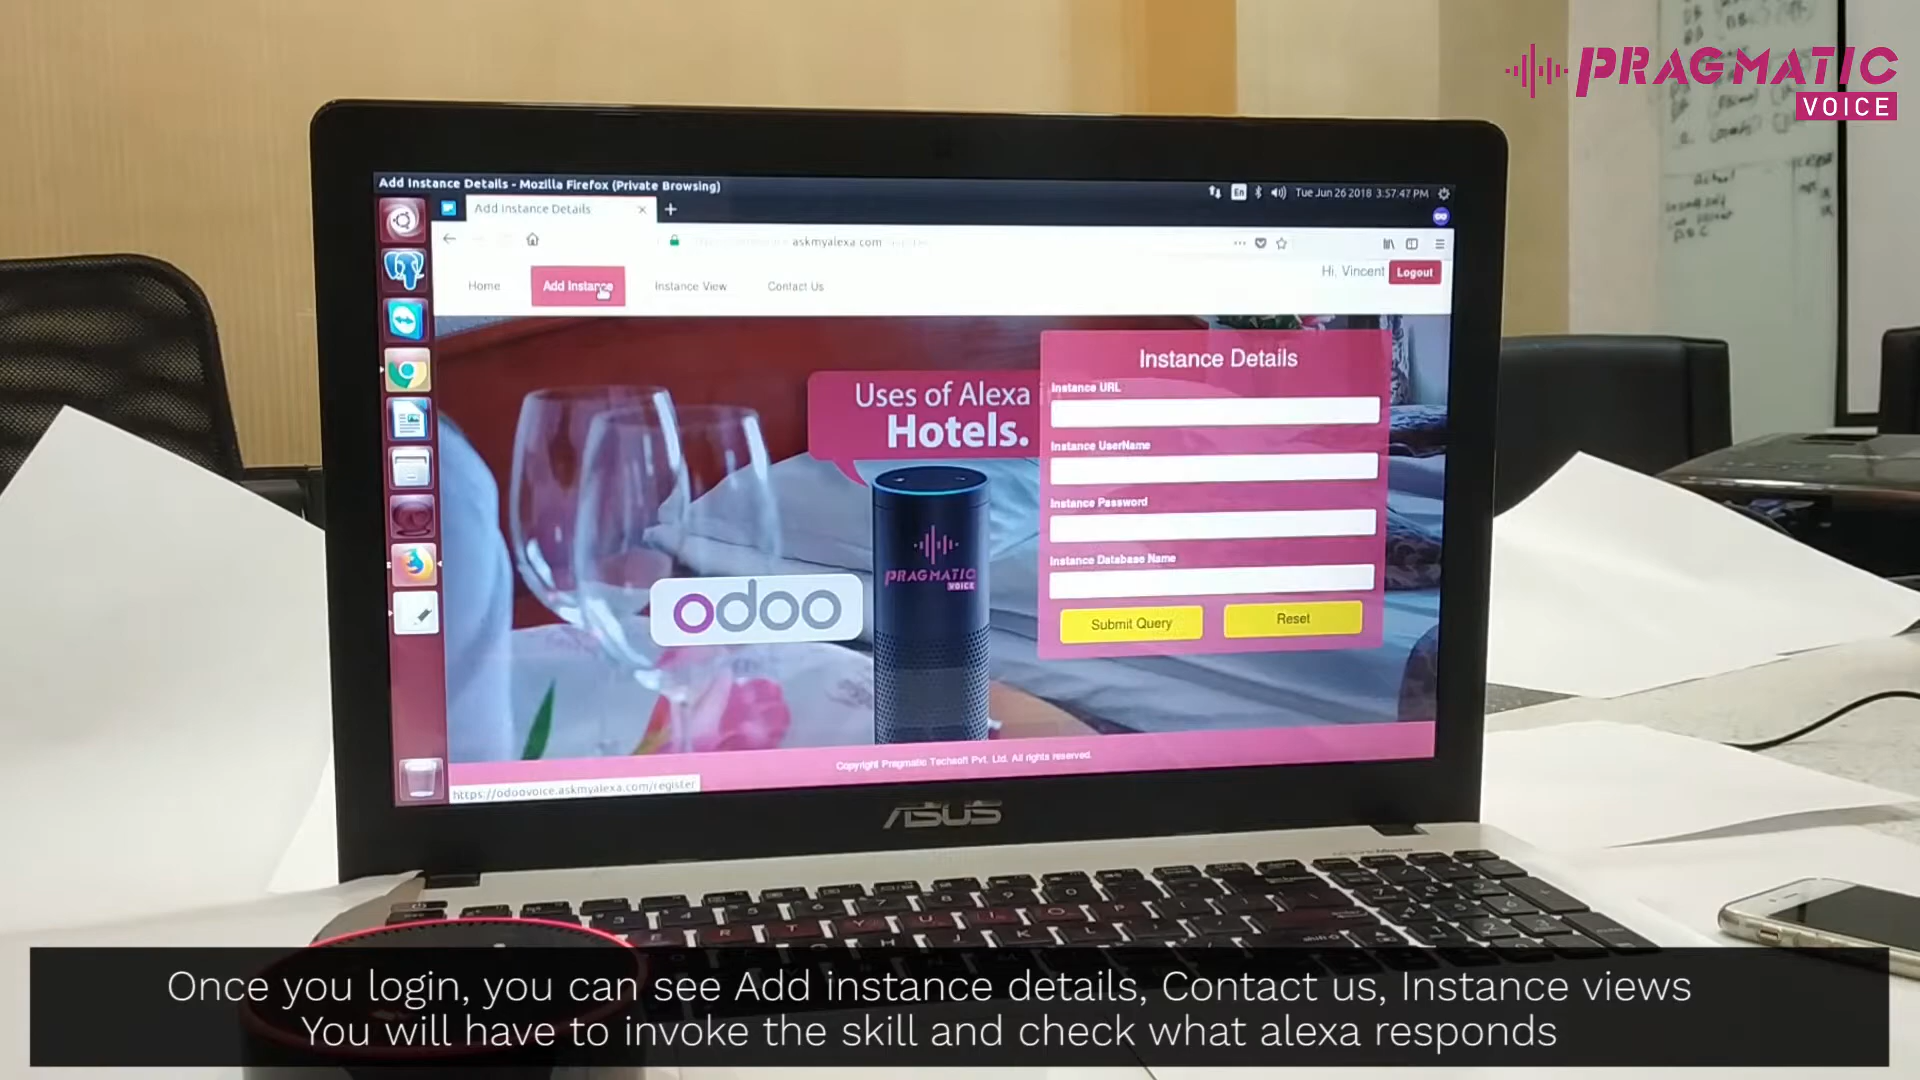 PRAGMATIC
VOICE
Add Instance Details - Mozilla Firefox (Private Browsing)
En
Tue Jun 26 2018 3:57:47 PM
Add Instance Details
askmyalexa.com
Hi, Vincent
Logout
Home
Add Instance
Instance View
Contact Us
Instance Details
Instance URL
Uses of Alexa
Hotels.
Instance UserName
Instance Password
Instance Database Name
Submit Query
Reset
PRAGMATIC
VOICE
odoo
Copyright Pragmatic Techsoft Pvt. Ltd. All rights reserved.
https://odoovoice.askmyalexa.com/register
ASUS
Once you login, you can see Add instance details, Contact us, Instance views
You will have to invoke the skill and check what alexa responds